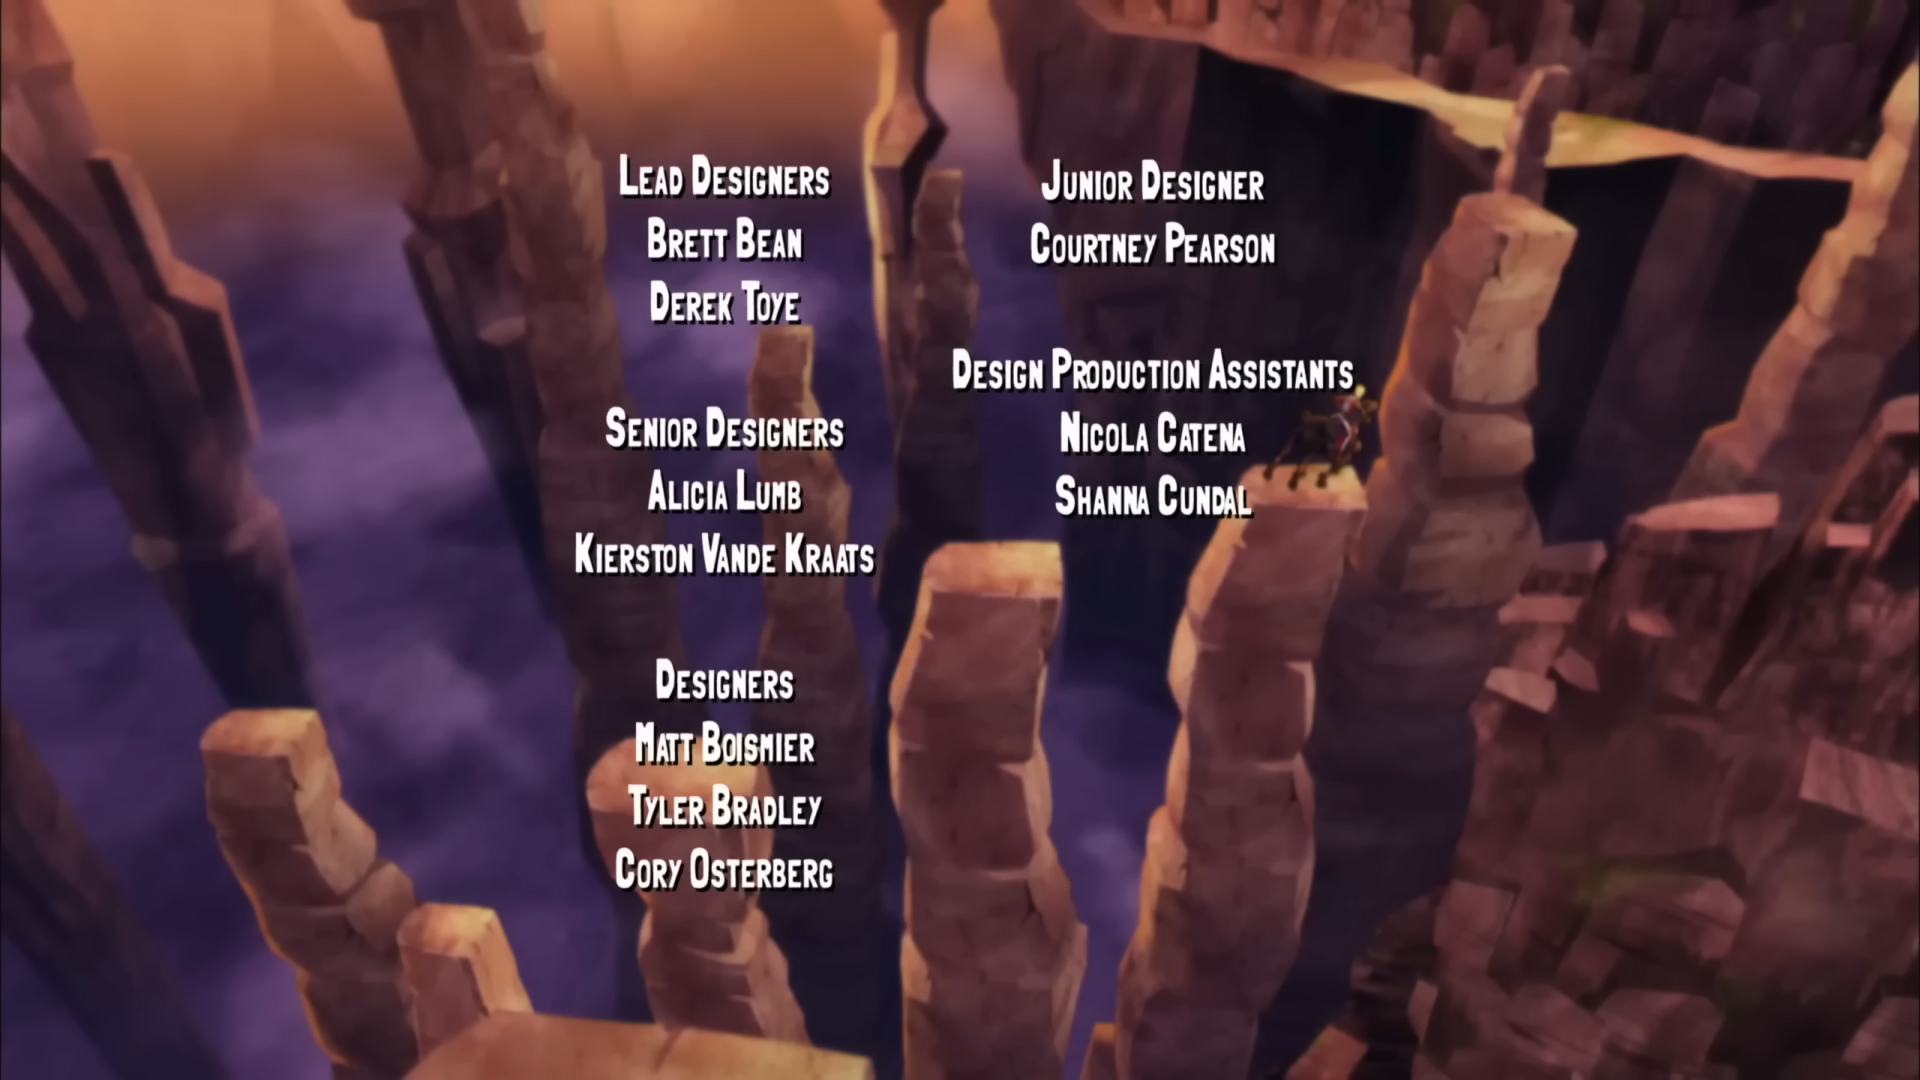 Lead Designers
Brett Bean
Derek Toye
Senior Designers
Alicia Lumb
Kierston Vande Kraats
Designers
Matt Boismier
Tyler Bradley
Cory Osterberg
Junior Designer
Courtney Pearson
Design Production Assistants
Nicola Catena
Shanna Cundal